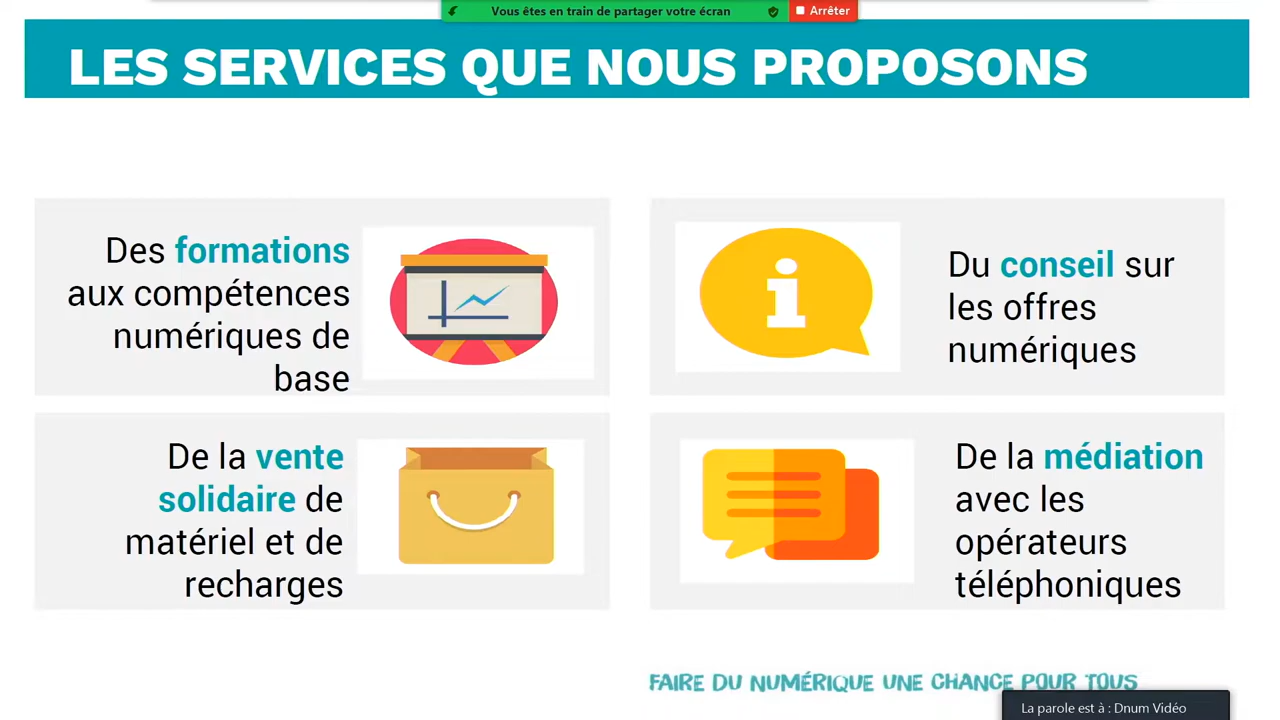 Vous êtes en train de partager votre écran
Arrêter
LES SERVICES QUE NOUS PROPOSONS
Des formations
aux compétences
numériques de
base
Du conseil sur
les offres
numériques
De la vente
solidaire de
matériel et de
recharges
De la médiation
avec les
opérateurs
téléphoniques
FAIRE DU NUMÉRIQUE UNE CHANCE POUR TOUS
La parole est à : Dnum Vidéo